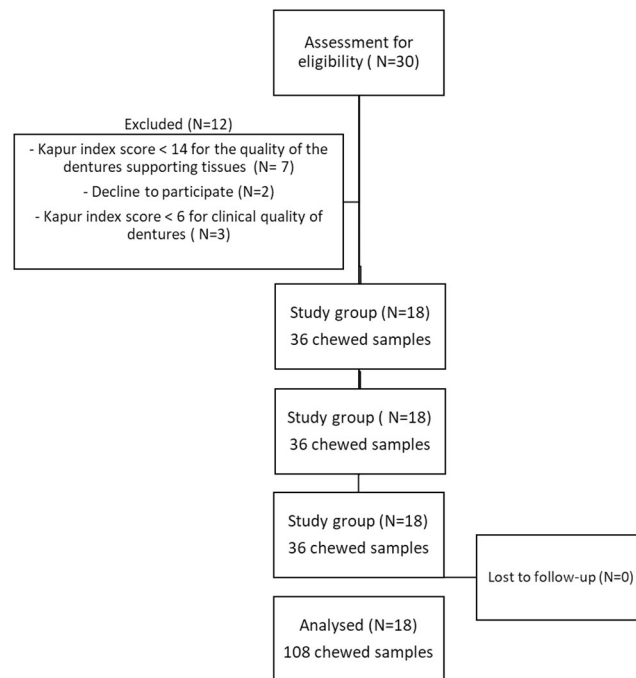 Assessment for
eligibility ( N=30)
Excluded (N=12)
- Kapur index score < 14 for the quality of the
dentures supporting tissues (N= 7)
- Decline to participate (N=2)
- Kapur index score < 6 for clinical quality of
dentures ( N=3)
Study group (N=18)
36 chewed samples
Study group ( N=18)
36 chewed samples
Study group (N=18)
36 chewed samples
Lost to follow-up (N=0)
Analysed (N=18)
108 chewed samples